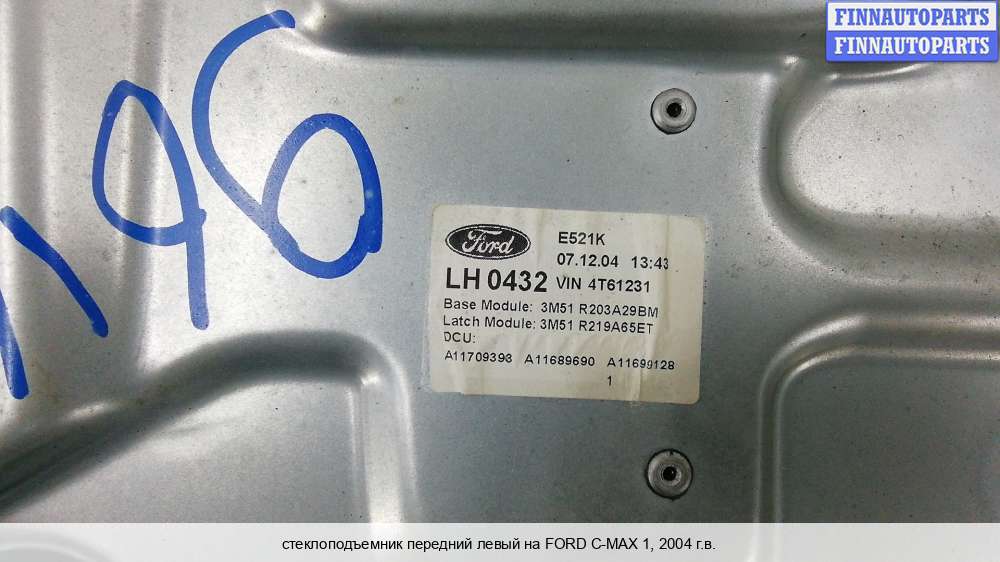 FINNAUTOPARTS
FINNAUTOPARTS
196
Ford
E521K
07.12.04 13:43
LH 0432 VIN 4T61231
Base Module: 3M51 R203A29BM
Latch Module: 3M51 R219A65ET
DCU:
A11709393 A11689690 A11699128
1
стеклоподъемник передний левый на FORD C-MAX 1, 2004 г.в.